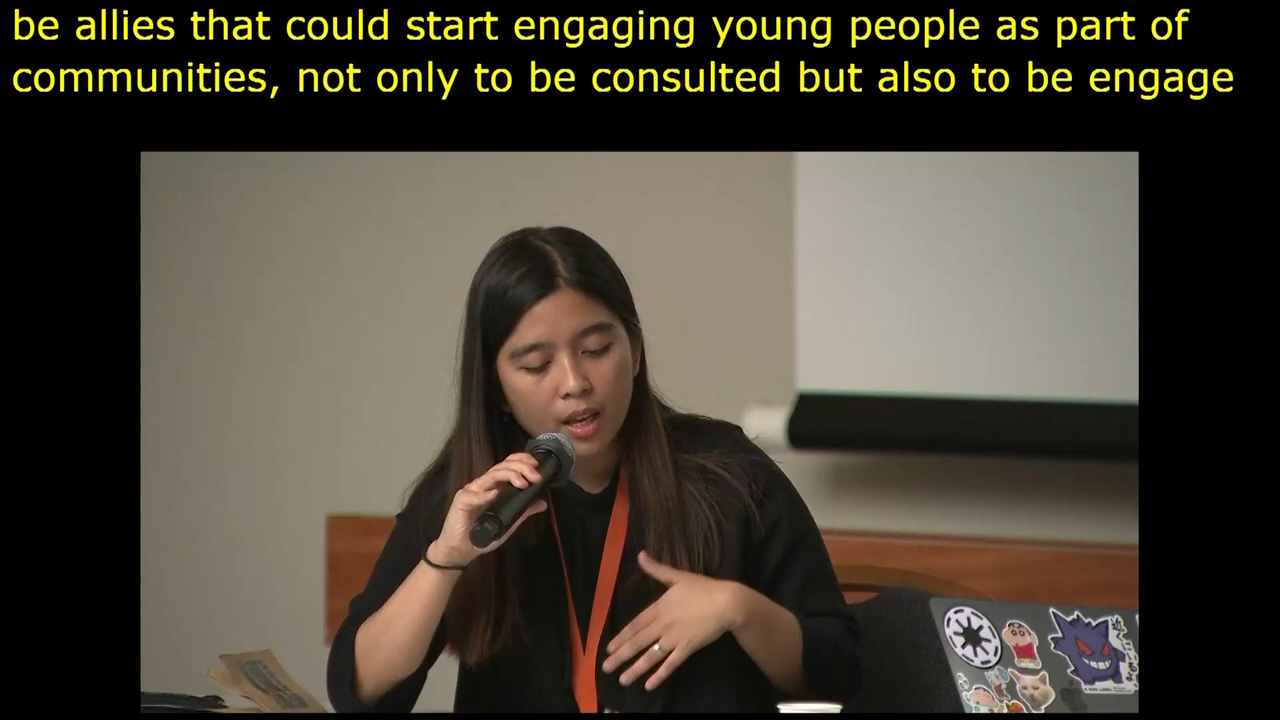 be allies that could start engaging young people as part of
communities, not only to be consulted but also to be engage